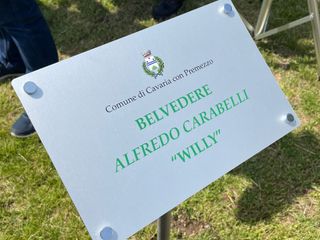 Comune di Cavaria con Premezzo
BELVEDERE
ALFREDO CARABELLI
“WILLY”